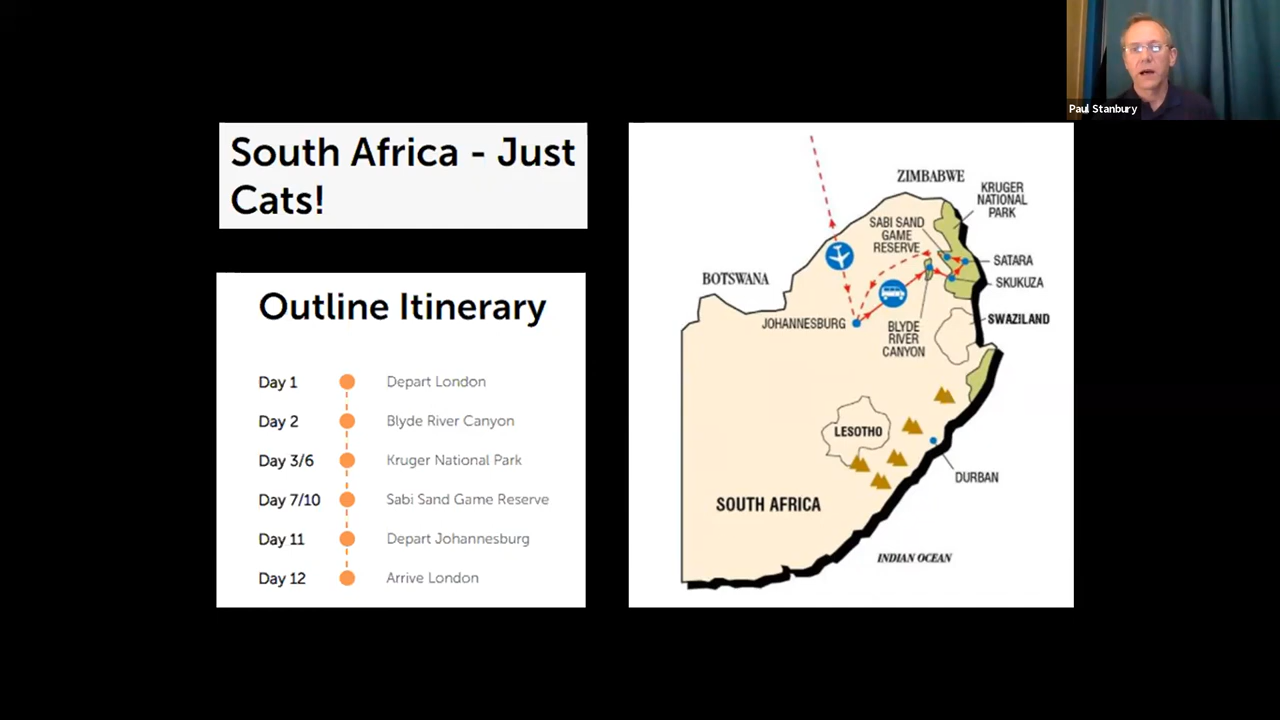 Paul Stanbury
South Africa - Just
Cats!
Outline Itinerary
Day 1 Depart London
Day 2 Blyde River Canyon
Day 3/6 Kruger National Park
Day 7/10 Sabi Sand Game Reserve
Day 11 Depart Johannesburg
Day 12 Arrive London
ZIMBABWE
KRUGER
NATIONAL
PARK
SABI SAND
GAME
RESERVE
SATARA
BOTSWANA
SKUKUZA
JOHANNESBURG
SWAZILAND
BLYDE
RIVER
CANYON
LESOTHO
DURBAN
SOUTH AFRICA
INDIAN OCEAN